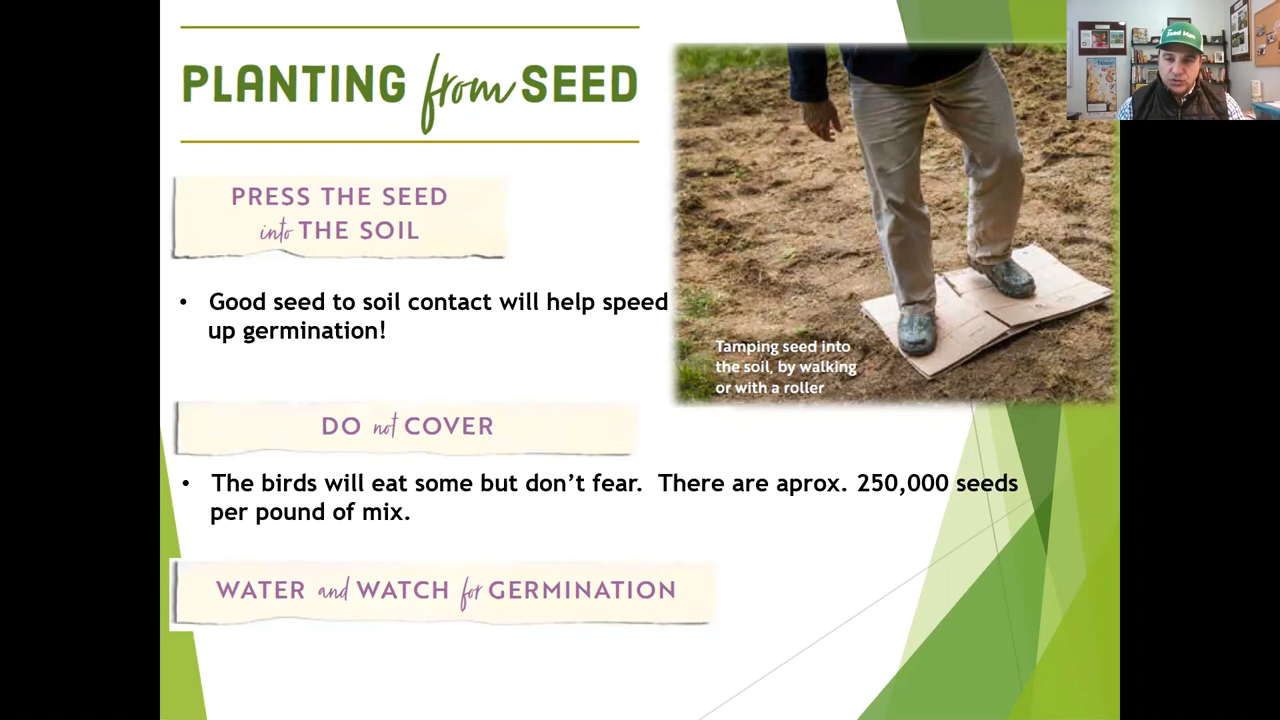 PLANTING from SEED
PRESS THE SEED
into THE SOIL
• Good seed to soil contact will help speed
up germination!
Tamping seed into
the soil, by walking
or with a roller
DO not COVER
• The birds will eat some but don’t fear. There are aprox. 250,000 seeds
per pound of mix.
WATER and WATCH for GERMINATION
Seed Man